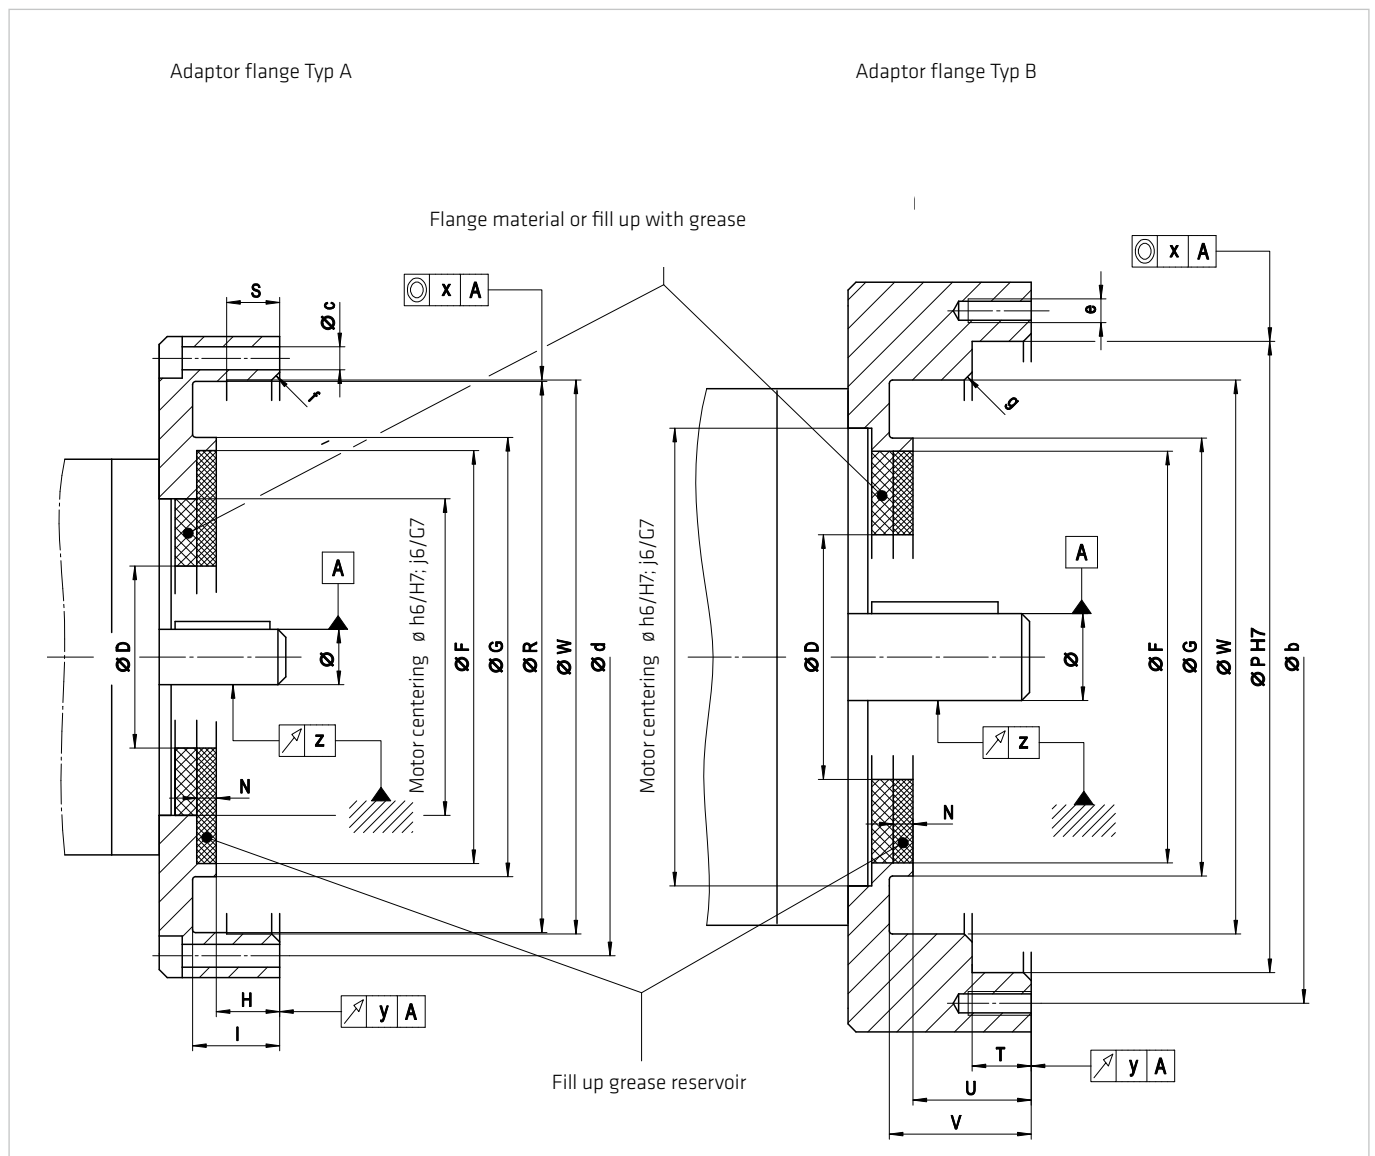 Adaptor flange Typ A
Adaptor flange Typ B
Flange material or fill up with grease
x A
x A
S
Ø c
e
f
g
A
A
Motor centering ø h6/H7; j6/G7
Motor centering ø h6/H7; j6/G7
Ø D
Ø
Ø F
Ø G
Ø R
Ø W
Ø d
Ø D
Ø
Ø F
Ø G
Ø W
Ø P H7
Ø b
z
z
N
N
H
I
y A
T
U
V
y A
Fill up grease reservoir